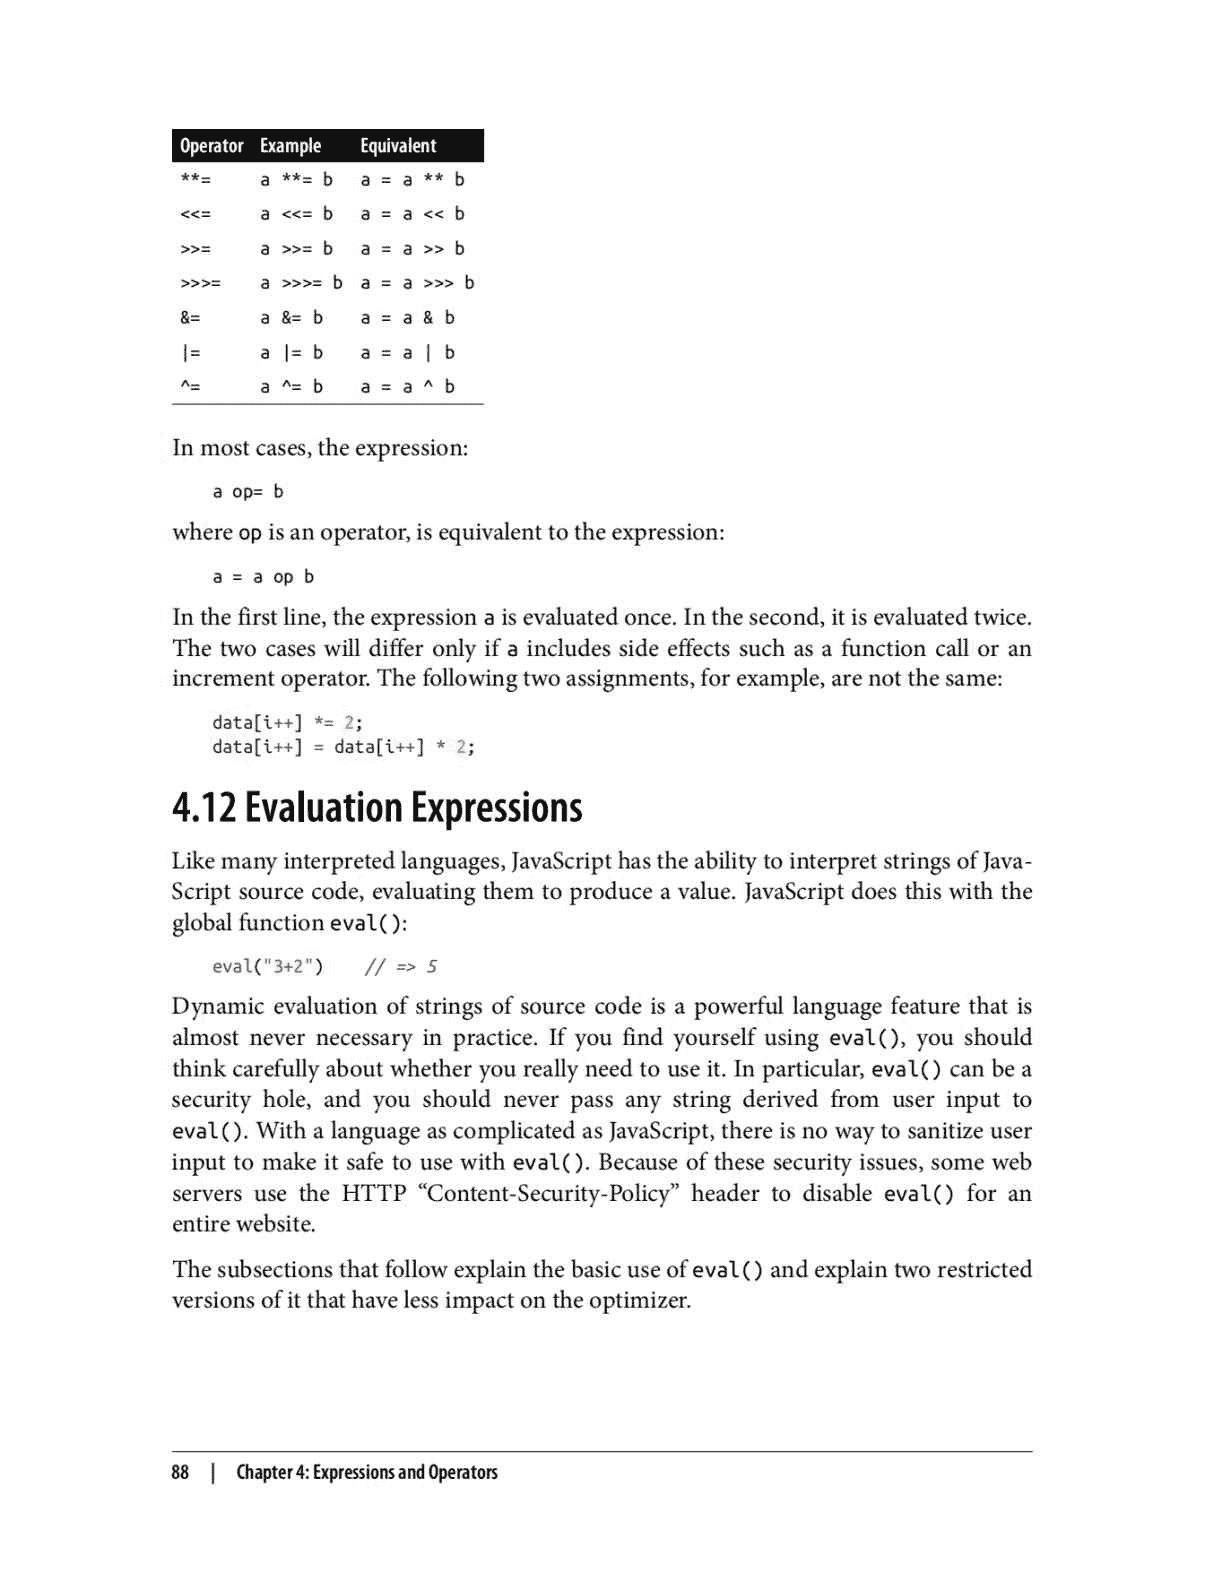 Operator Example Equivalent
**= a **= b a = a ** b
<<= a <<= b a = a << b
>>= a >>= b a = a >> b
>>>= a >>>= b a = a >>> b
&= a &= b a = a & b
|= a |= b a = a | b
^= a ^= b a = a ^ b
In most cases, the expression:
a op= b
where op is an operator, is equivalent to the expression:
a = a op b
In the first line, the expression a is evaluated once. In the second, it is evaluated twice.
The two cases will differ only if a includes side effects such as a function call or an
increment operator. The following two assignments, for example, are not the same:
data[i++] *= 2;
data[i++] = data[i++] * 2;
4.12 Evaluation Expressions
Like many interpreted languages, JavaScript has the ability to interpret strings of Java-
Script source code, evaluating them to produce a value. JavaScript does this with the
global function eval():
eval("3+2") // => 5
Dynamic evaluation of strings of source code is a powerful language feature that is
almost never necessary in practice. If you find yourself using eval(), you should
think carefully about whether you really need to use it. In particular, eval() can be a
security hole, and you should never pass any string derived from user input to
eval(). With a language as complicated as JavaScript, there is no way to sanitize user
input to make it safe to use with eval(). Because of these security issues, some web
servers use the HTTP “Content-Security-Policy” header to disable eval() for an
entire website.
The subsections that follow explain the basic use of eval() and explain two restricted
versions of it that have less impact on the optimizer.
88 | Chapter 4: Expressions and Operators